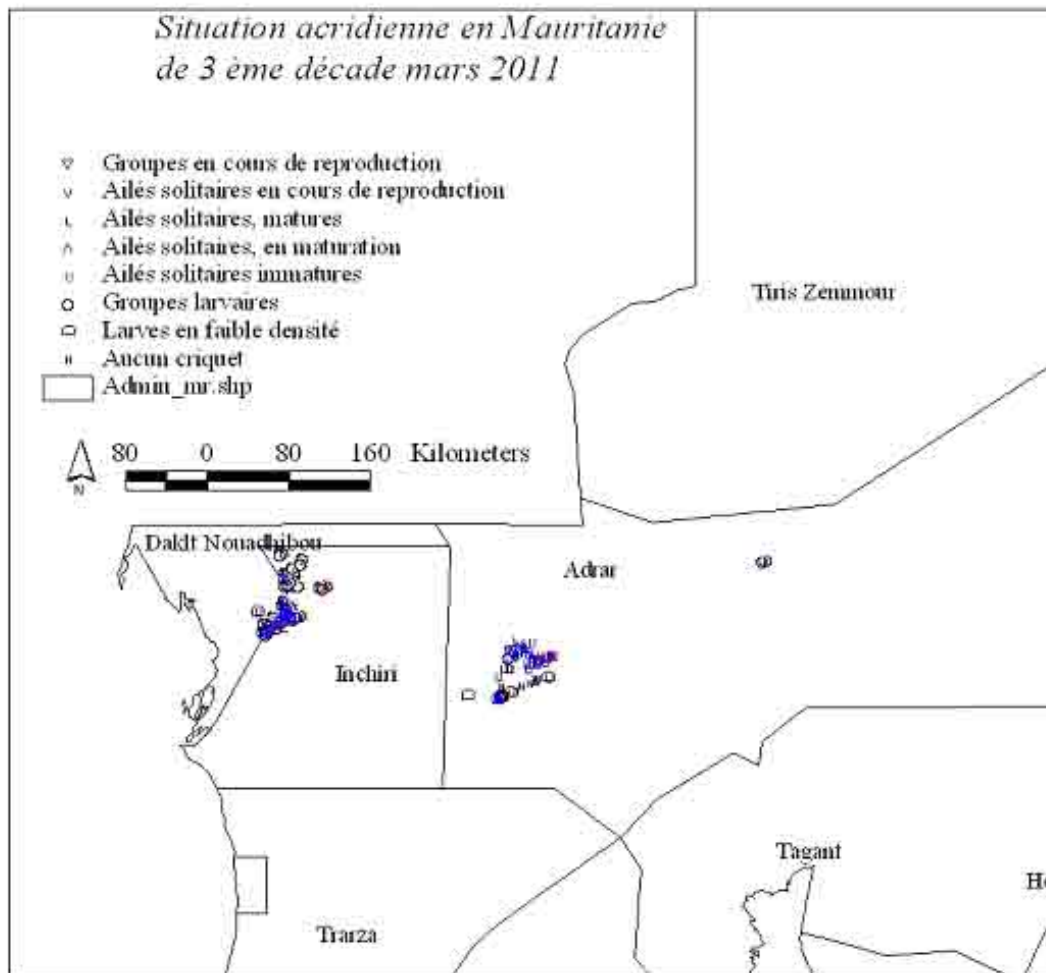 Situation acridienne en Mauritanie
de 3 ème décade mars 2011
Groupes en cours de reproduction
Ailés solitaires en cours de reproduction
Ailés solitaires, matures
Ailés solitaires, en maturation
Ailés solitaires immatures
Groupes larvaires
Larves en faible densité
Aucun criquet
Admin_mr.shp
80 0 80 160 Kilometers
N
Tiris Zemmour
Daklt Nouadhibou
Adrar
Inchiri
Tagant
Ho
Trarza